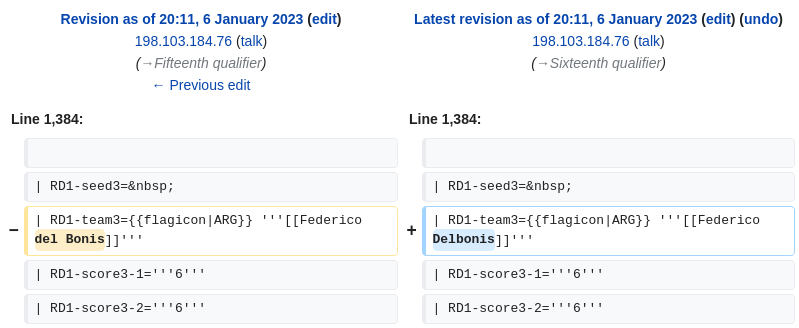 Revision as of 20:11, 6 January 2023 (edit)
198.103.184.76 (talk)
(→Fifteenth qualifier)
← Previous edit
Latest revision as of 20:11, 6 January 2023 (edit) (undo)
198.103.184.76 (talk)
(→Sixteenth qualifier)
Line 1,384:
Line 1,384:
| RD1-seed3=&nbsp;
| RD1-seed3=&nbsp;
− | RD1-team3={{flagicon|ARG}} '''[[Federico
del Bonis]]'''
+ | RD1-team3={{flagicon|ARG}} '''[[Federico
Delbonis]]'''
| RD1-score3-1='''6'''
| RD1-score3-1='''6'''
| RD1-score3-2='''6'''
| RD1-score3-2='''6'''